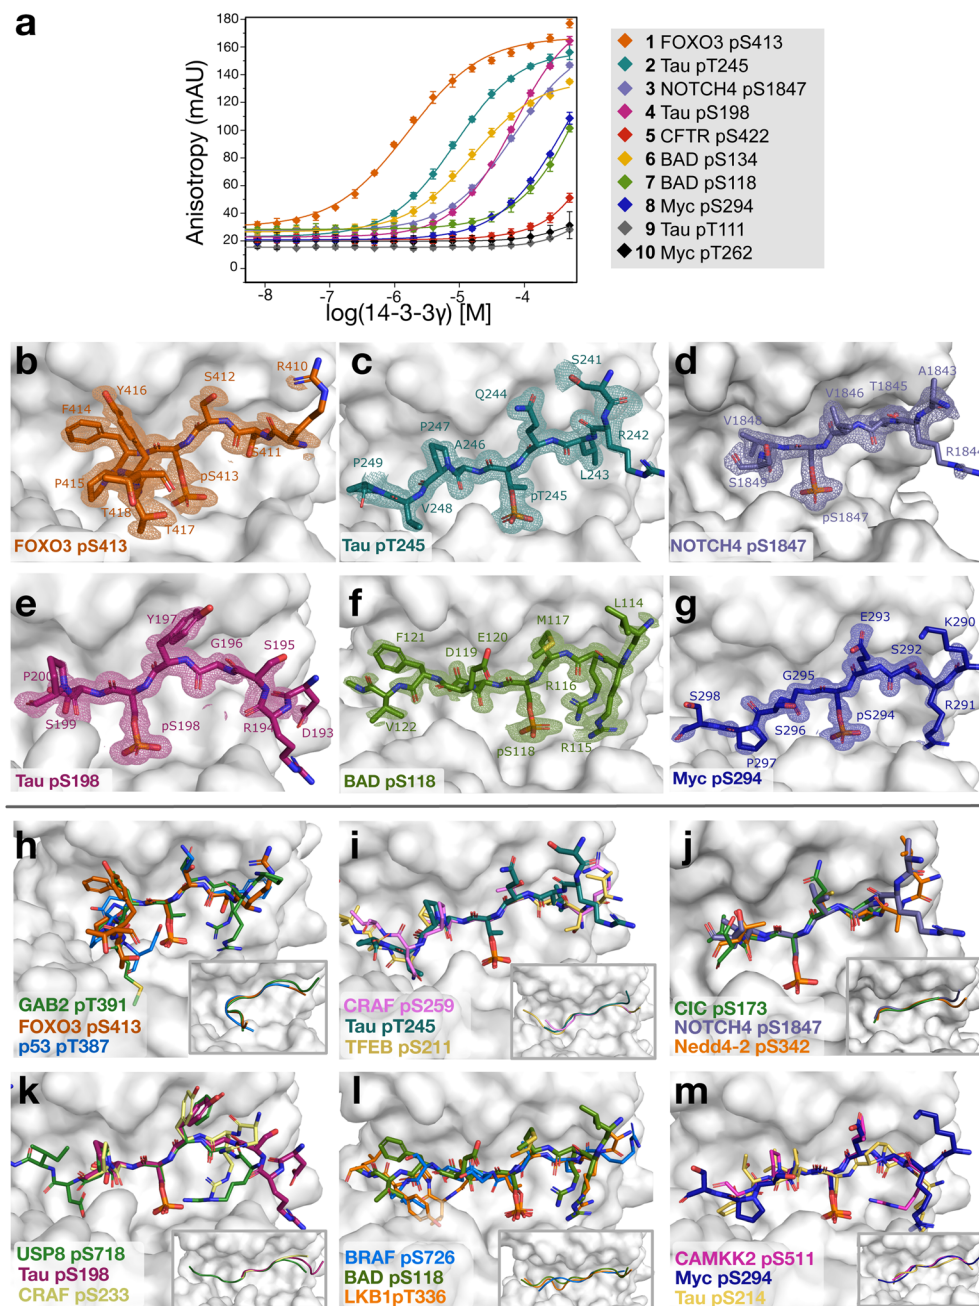 a
Anisotropy (mAU)
180
160
140
120
100
80
60
40
20
0
-8
-7
-6
-5
-4
log(14-3-3γ) [M]
1 FOXO3 pS413
2 Tau pT245
3 NOTCH4 pS1847
4 Tau pS198
5 CFTR pS422
6 BAD pS134
7 BAD pS118
8 Myc pS294
9 Tau pT111
10 Myc pT262
b
R410
S412
Y416
F414
S411
pS413
P415
T418
T417
FOXO3 pS413
c
S241
Q244
P247
A246
R242
P249
L243
V248
pT245
Tau pT245
d
A1843
T1845
V1846
V1848
R1844
S1849
pS1847
NOTCH4 pS1847
e
Y197
G196
S195
P200
S199
pS198
R194
D193
Tau pS198
f
L114
M117
F121
E120
D119
R116
V122
pS118
R115
BAD pS118
g
E293
K290
S292
G295
S298
R291
pS294
S296
P297
Myc pS294
h
GAB2 pT391
FOXO3 pS413
p53 pT387
i
CRAF pS259
Tau pT245
TFEB pS211
j
CIC pS173
NOTCH4 pS1847
Nedd4-2 pS342
k
USP8 pS718
Tau pS198
CRAF pS233
l
BRAF pS726
BAD pS118
LKB1pT336
m
CAMKK2 pS511
Myc pS294
Tau pS214